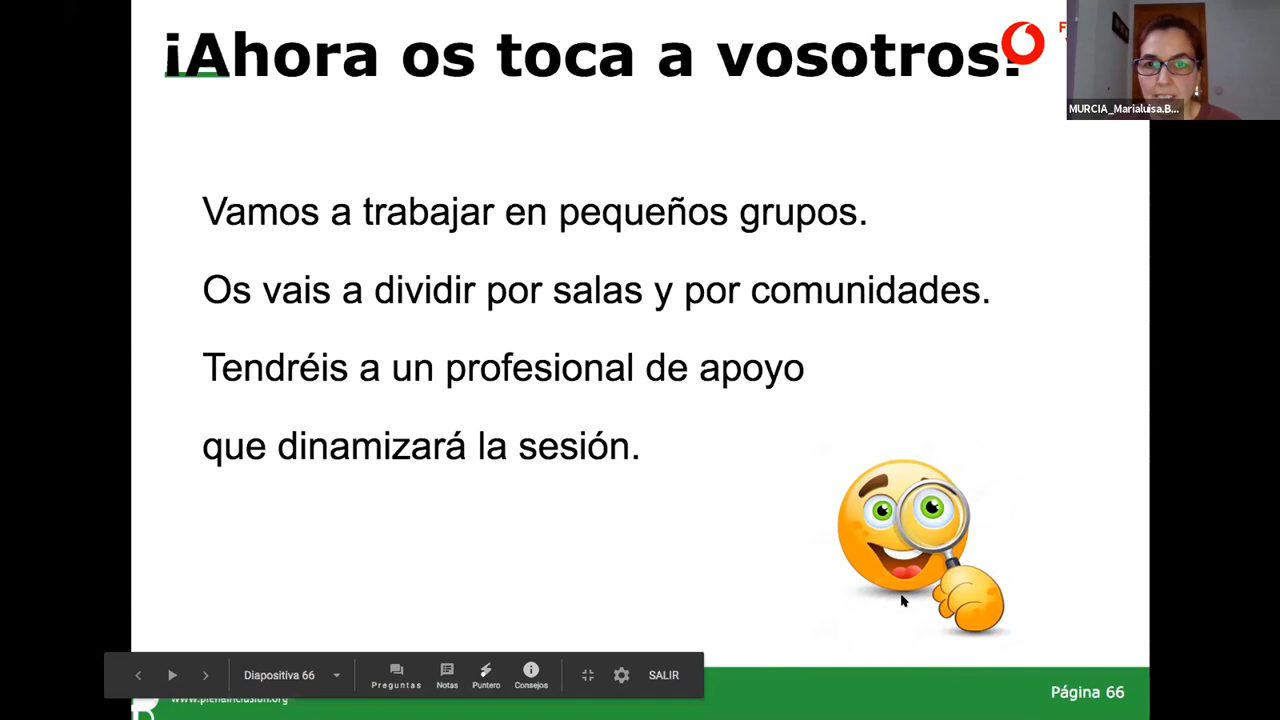 ¡Ahora os toca a vosotros!
MURCIA_Marialuisa.B...
Vamos a trabajar en pequeños grupos.
Os vais a dividir por salas y por comunidades.
Tendréis a un profesional de apoyo
que dinamizará la sesión.
Diapositiva 66
Preguntas
Notas
Puntero
Consejos
SALIR
www.plenainclusion.org
Página 66